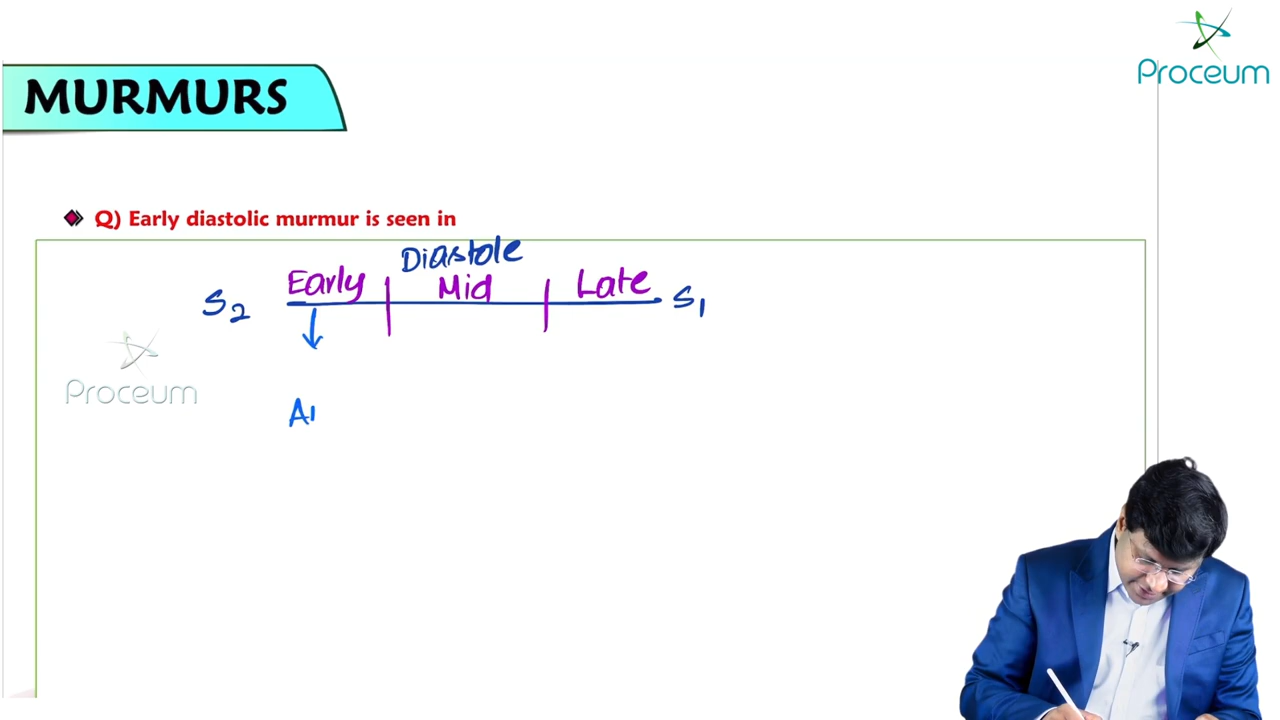 Proceum
MURMURS
Q) Early diastolic murmur is seen in
Diastole
S2 Early Mid Late S1
Proceum